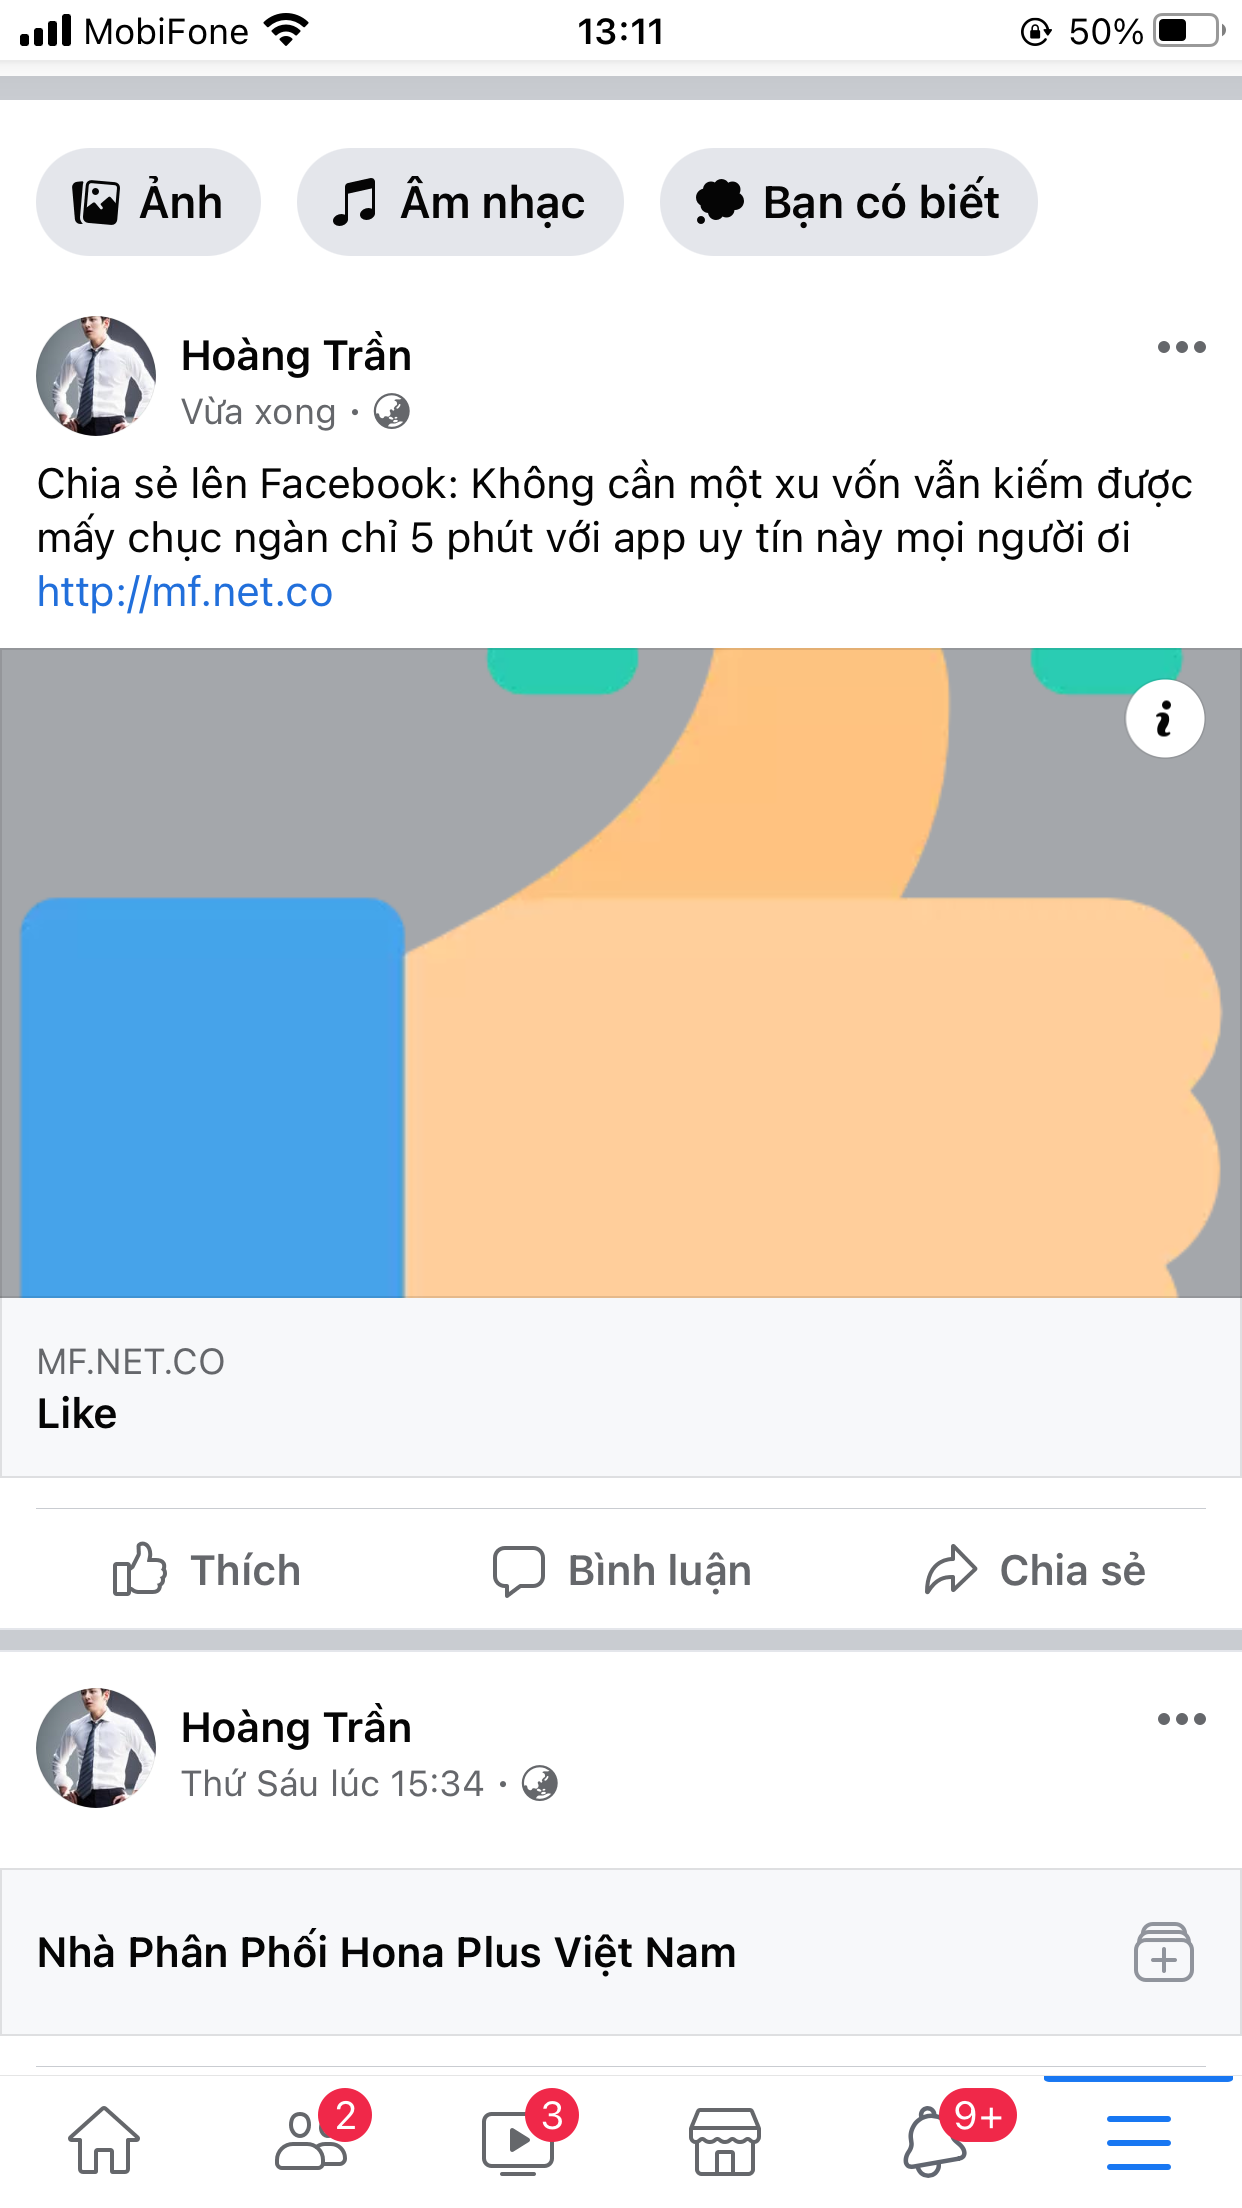 MobiFone 13:11 50%
Ảnh Âm nhạc Bạn có biết
Hoàng Trần
Vừa xong ·
Chia sẻ lên Facebook: Không cần một xu vốn vẫn kiếm được
mấy chục ngàn chỉ 5 phút với app uy tín này mọi người ơi
http://mf.net.co
i
MF.NET.CO
Like
Thích Bình luận Chia sẻ
Hoàng Trần
Thứ Sáu lúc 15:34 ·
Nhà Phân Phối Hona Plus Việt Nam
2 3 9+